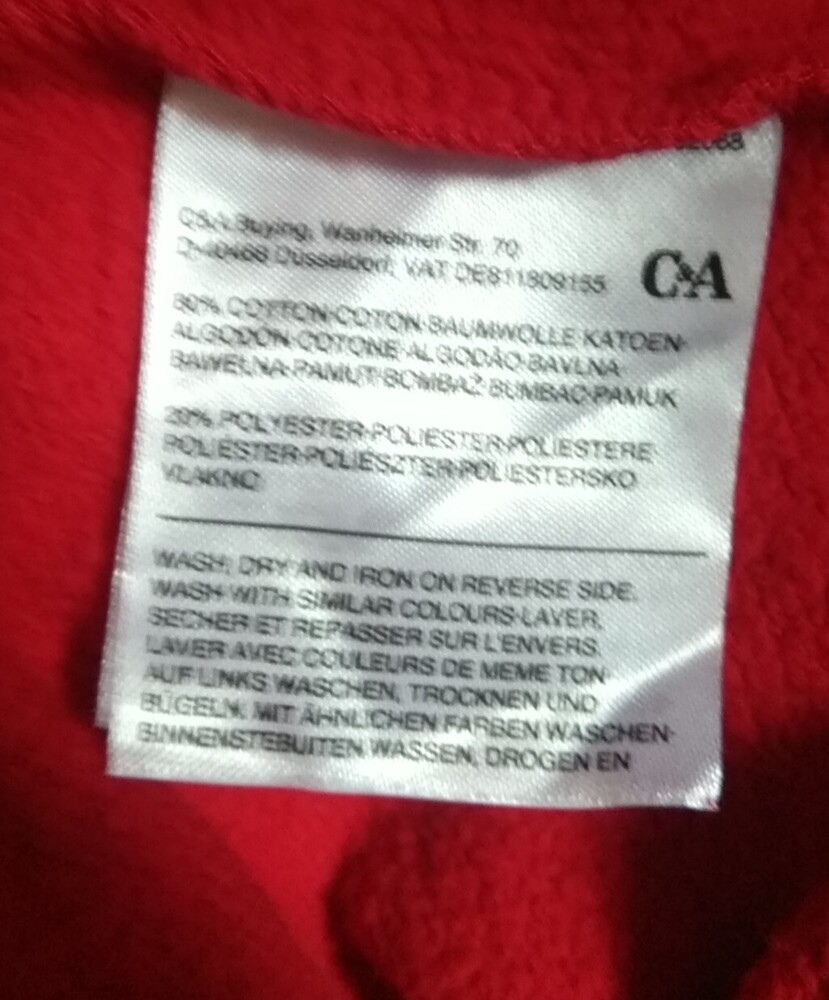 C&A Buying, Wanheimer Str. 70
D-40468 Düsseldorf, VAT DE811809155
C&A
80% COTTON·COTON·BAUMWOLLE·KATOEN·
ALGODÓN·COTONE·ALGODÃO·BAVLNA·
BAWEŁNA·PAMUT·BOMBAŽ·BUMBAC·PAMUK
20% POLYESTER·POLIESTER·POLIESTERE
POLIÉSTER·POLIÉSZTER·POLIESTERSKO
VLAKNO
WASH, DRY AND IRON ON REVERSE SIDE.
WASH WITH SIMILAR COLOURS·LAVER,
SECHER ET REPASSER SUR L'ENVERS.
LAVER AVEC COULEURS DE MEME TON·
AUF LINKS WASCHEN, TROCKNEN UND
BÜGELN. MIT ÄHNLICHEN FARBEN WASCHEN·
BINNENSTEBUITEN WASSEN, DROGEN EN